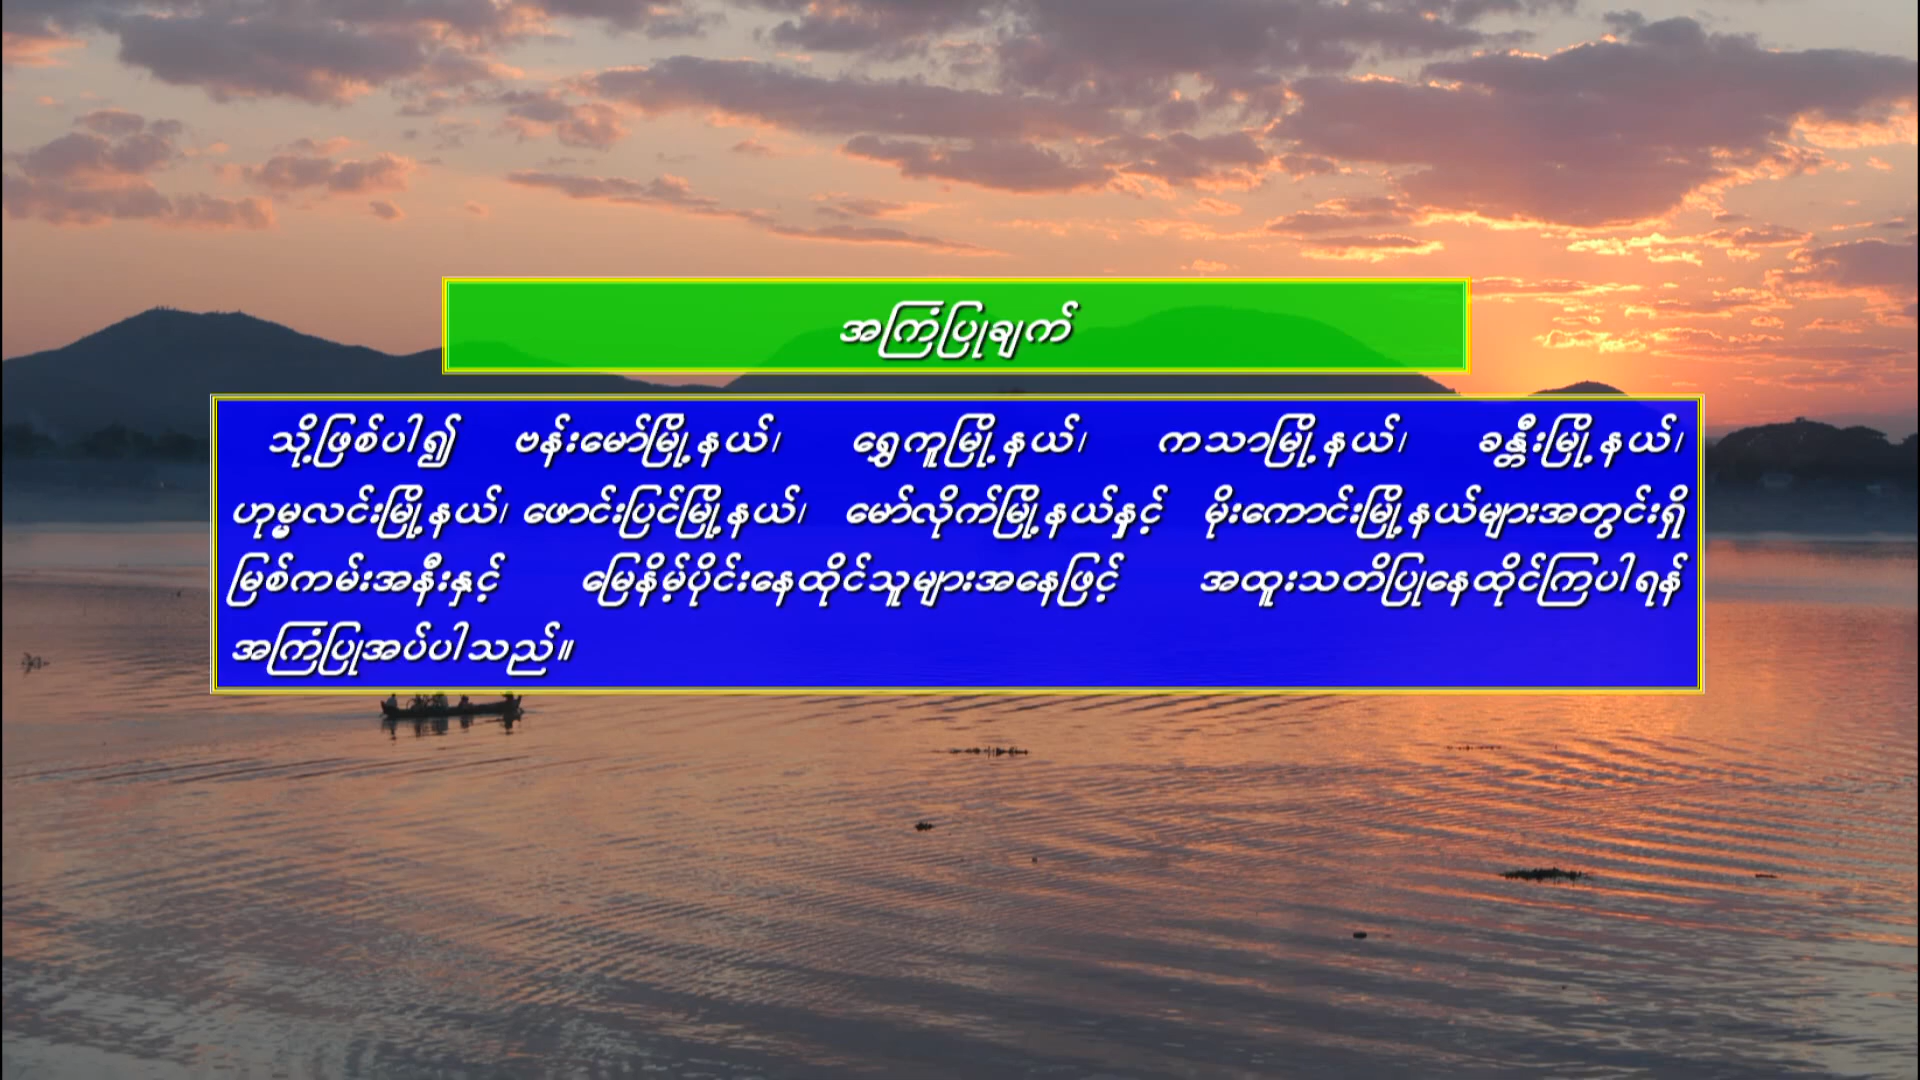 အကြံပြုချက်
သို့ဖြစ်ပါ၍ ဗန်းမော်မြို့နယ်၊ ရွှေကူမြို့နယ်၊ ကသာမြို့နယ်၊ ခန္တီးမြို့နယ်၊
ဟုမ္မလင်းမြို့နယ်၊ ဖောင်းပြင်မြို့နယ်၊ မော်လိုက်မြို့နယ်နှင့် မိုးကောင်းမြို့နယ်များအတွင်းရှိ
မြစ်ကမ်းအနီးနှင့် မြေနိမ့်ပိုင်းနေထိုင်သူများအနေဖြင့် အထူးသတိပြုနေထိုင်ကြပါရန်
အကြံပြုအပ်ပါသည်။